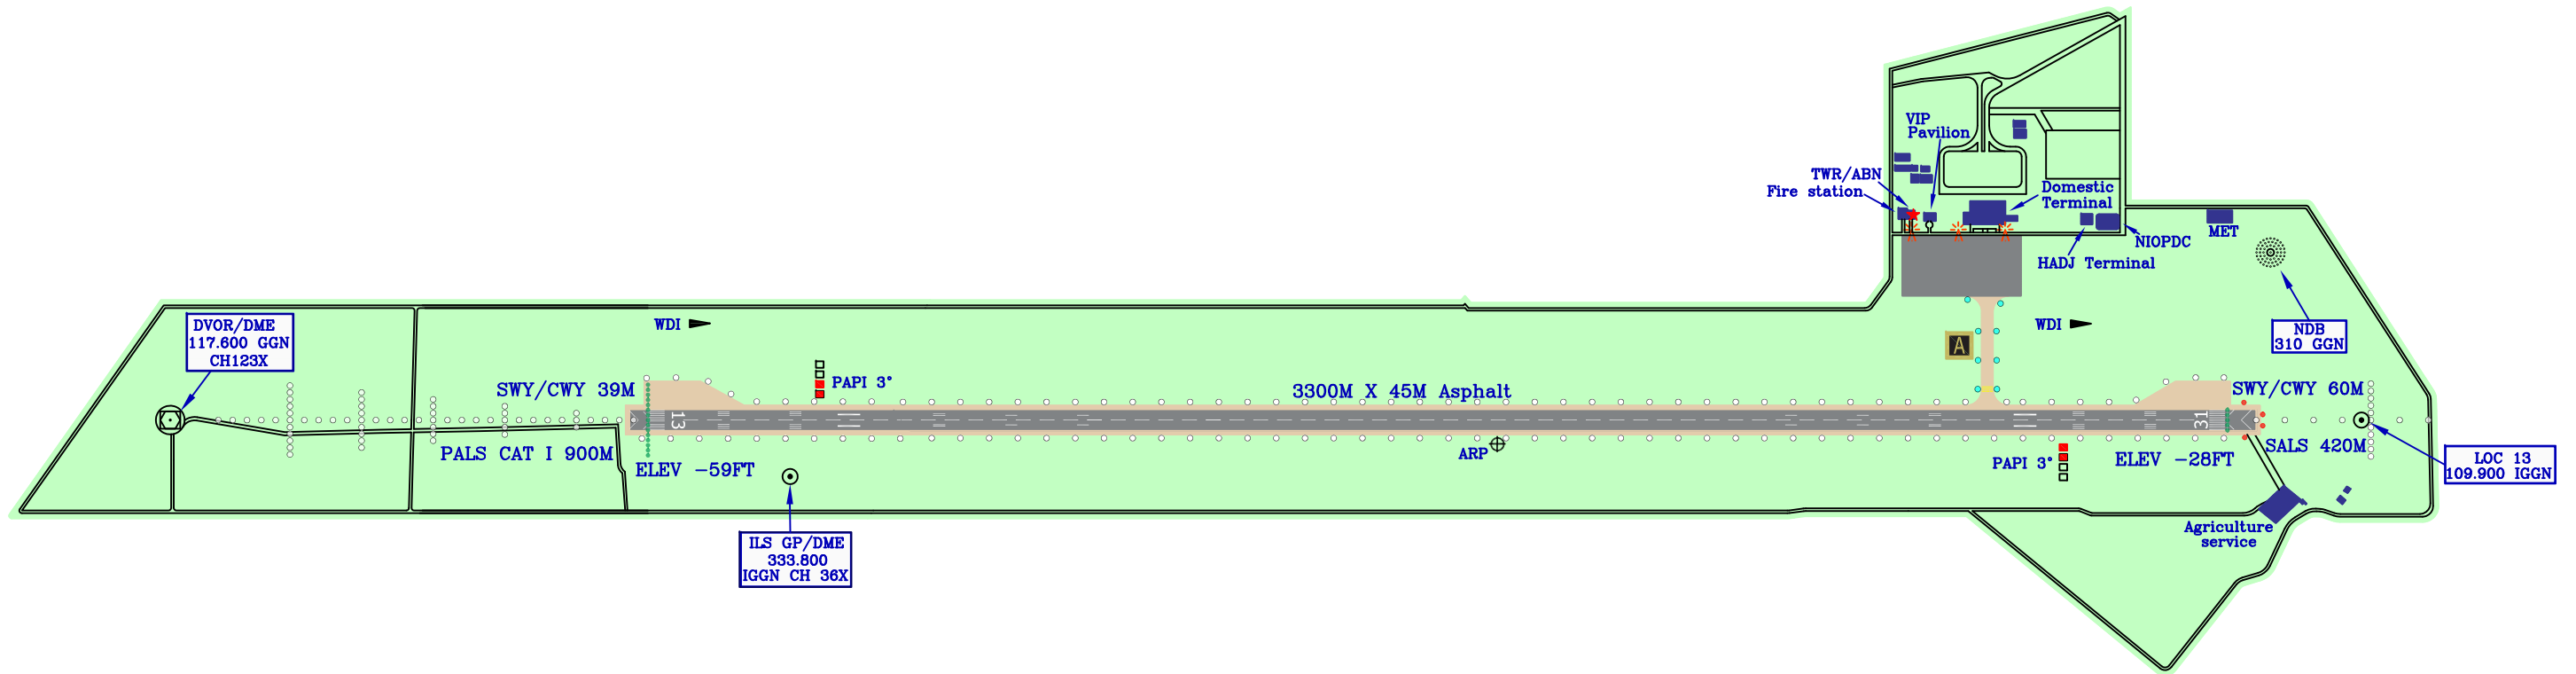 VIP
Pavilion
TWR/ABN
Fire station
Domestic
Terminal
MET
NIOPDC
HADJ Terminal
DVOR/DME
117.600 GGN
CH123X
WDI
WDI
NDB
310 GGN
A
SWY/CWY 39M
PAPI 3°
3300M X 45M Asphalt
SWY/CWY 60M
13
31
PALS CAT I 900M
ELEV -59FT
ARP
PAPI 3°
ELEV -28FT
SALS 420M
LOC 13
109.900 IGGN
ILS GP/DME
333.800
IGGN CH 36X
Agriculture
service